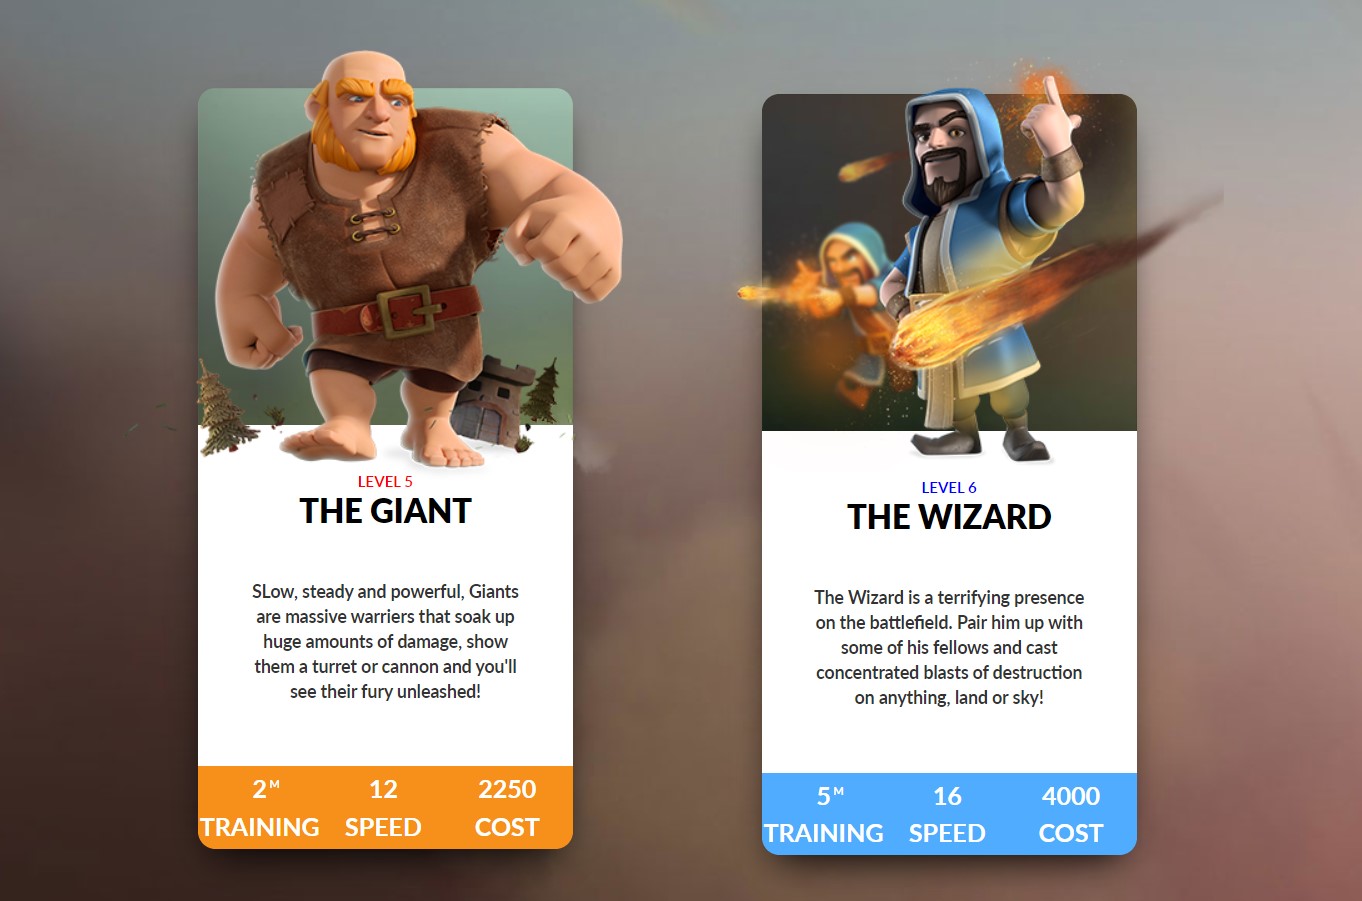 LEVEL 5
THE GIANT
SLow, steady and powerful, Giants
are massive warriers that soak up
huge amounts of damage, show
them a turret or cannon and you'll
see their fury unleashed!
2 M
12
2250
TRAINING
SPEED
COST
LEVEL 6
THE WIZARD
The Wizard is a terrifying presence
on the battlefield. Pair him up with
some of his fellows and cast
concentrated blasts of destruction
on anything, land or sky!
5 M
16
4000
TRAINING
SPEED
COST